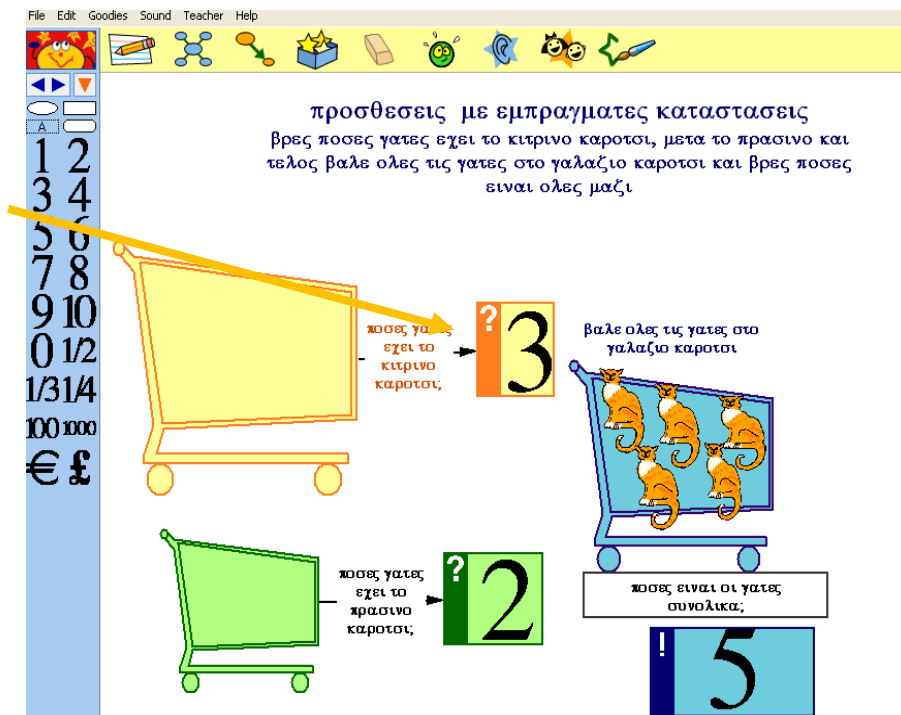 File Edit Goodies Sound Teacher Help
προσθεσεις με εμπραγματες καταστασεις
βρες ποσες γατες εχει το κιτρινο καροτσι, μετα το πρασινο και
τελος βαλε ολες τις γατες στο γαλαζιο καροτσι και βρες ποσες
ειναι ολες μαζι
A
1 2
3 4
5 6
7 8
9 10
0 1/2
1/3 1/4
100 1000
€ £
ποσες γατες
εχει το
κιτρινο
καροτσι;
? 3
βαλε ολες τις γατες στο
γαλαζιο καροτσι
ποσες γατες
εχει το
πρασινο
καροτσι;
? 2
ποσες ειναι οι γατες
συνολικα;
! 5